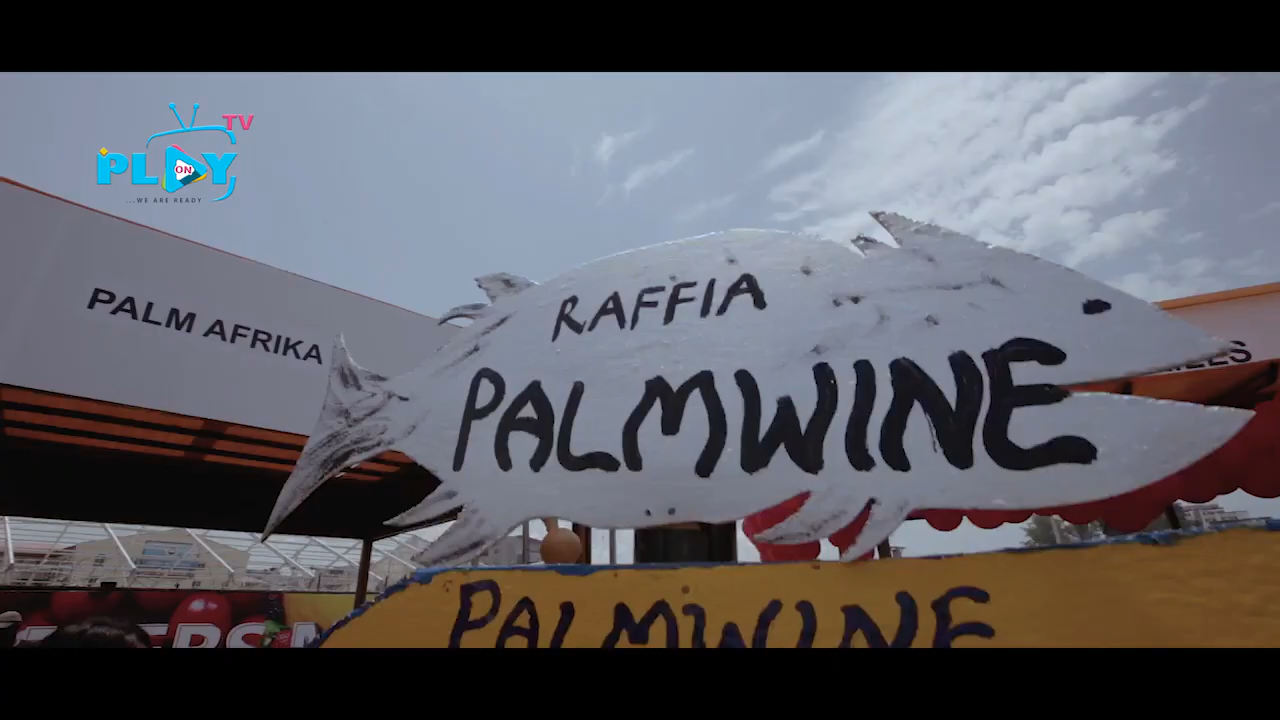 TV
PLAY
ON
...WE ARE READY
PALM AFRIKA
RAFFIA
PALMWINE
PALMWINE